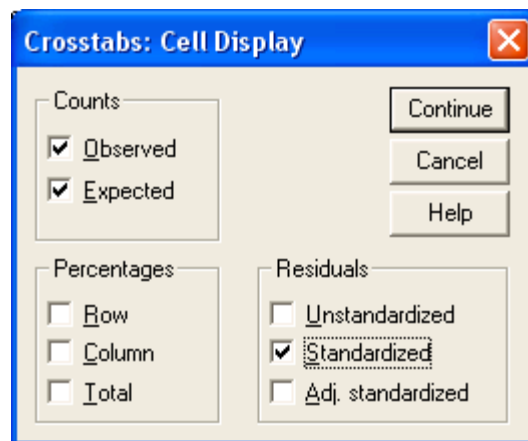 Crosstabs: Cell Display
Counts
Observed
Expected
Continue
Cancel
Help
Percentages
Row
Column
Total
Residuals
Unstandardized
Standardized
Adj. standardized